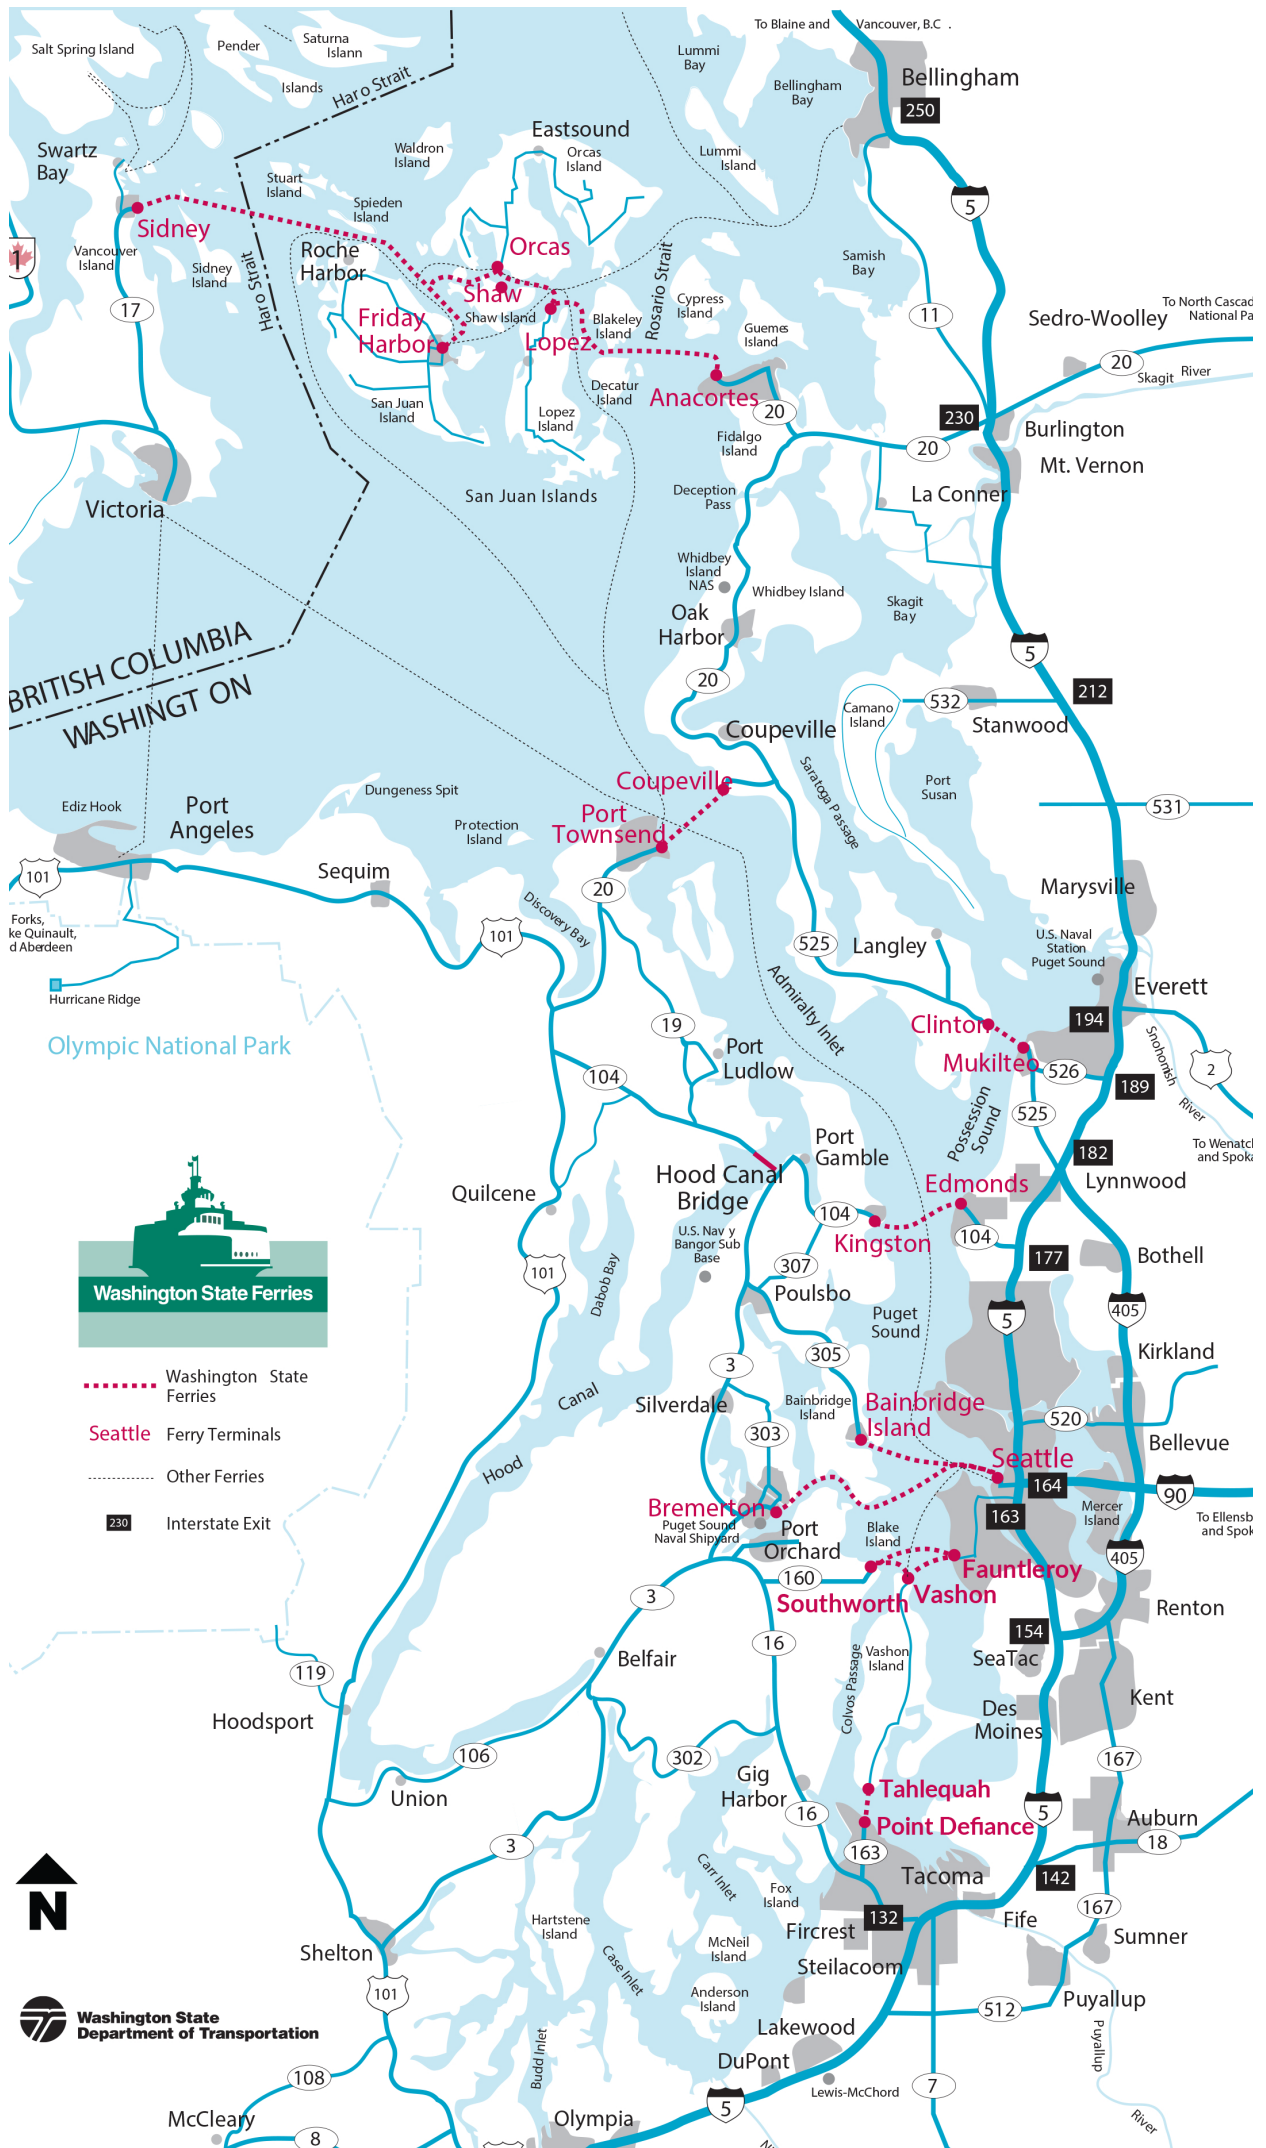 To Blaine and
Vancouver, B.C .
Salt Spring Island
Pender
Saturna
Islann
Islands
Haro Strait
Lummi
Bay
Bellingham
Bay
Bellingham
250
Swartz
Bay
Eastsound
Waldron
Island
Orcas
Island
Lummi
Island
Stuart
Island
Spieden
Island
5
Sidney
Vancouver
Island
Sidney
Island
Haro Strait
Roche
Harbor
Orcas
Shaw
Shaw Island
Rosario Strait
Samish
Bay
1
17
Friday
Harbor
Lopez
Blakeley
Island
Cypress
Island
Guemes
Island
11
To North Cascad
National Pa
Sedro-Woolley
20
Skagit
River
San Juan
Island
Lopez
Island
Decatur
Island
Anacortes
20
230
Burlington
Fidalgo
Island
20
Mt. Vernon
San Juan Islands
Deception
Pass
La Conner
Victoria
Whidbey
Island
NAS
Whidbey Island
Skagit
Bay
Oak
Harbor
5
BRITISH COLUMBIA
WASHINGT ON
20
212
Camano
Island
532
Stanwood
Coupeville
Coupeville
Saratoga Passage
Port
Susan
531
Ediz Hook
Port
Angeles
Dungeness Spit
Protection
Island
Port
Townsend
Sequim
101
20
Marysville
Forks,
ke Quinault,
d Aberdeen
101
Discovery Bay
525
Langley
U.S. Naval
Station
Puget Sound
Hurricane Ridge
Everett
Admiralty Inlet
194
Clinton
Mukilteo
526
Snohomish
River
2
Olympic National Park
19
Port
Ludlow
104
189
525
Possession
Sound
To Wenatch
and Spoka
Port
Gamble
182
Hood Canal
Bridge
Lynnwood
Edmonds
Quilcene
U.S. Nav y
Bangor Sub
Base
104
Kingston
104
177
Bothell
Washington State Ferries
101
Dabob Bay
307
Poulsbo
Puget
Sound
5
405
3
305
Kirkland
Washington State
Ferries
Silverdale
Bainbridge
Island
Bainbridge
Island
520
Seattle
Ferry Terminals
Canal
303
Bellevue
Other Ferries
Hood
Seattle
164
90
230
Interstate Exit
Bremerton
Puget Sound
Naval Shipyard
163
Mercer
Island
To Ellensb
and Spok
Port
Orchard
Blake
Island
405
160
Fauntleroy
Southworth
Vashon
3
Renton
154
16
Belfair
Colvos Passage
Vashon
Island
SeaTac
119
Kent
Hoodsport
Des
Moines
106
302
167
Gig
Harbor
Tahlequah
Union
16
Point Defiance
5
Auburn
18
3
163
Carr Inlet
Tacoma
142
N
Fox
Island
167
Hartstene
Island
132
Fife
Fircrest
Sumner
Shelton
Case Inlet
McNeil
Island
Steilacoom
101
Anderson
Island
Puyallup
512
Washington State
Department of Transportation
Lakewood
Budd Inlet
DuPont
Puyallup
108
Lewis-McChord
7
5
McCleary
Olympia
River
8